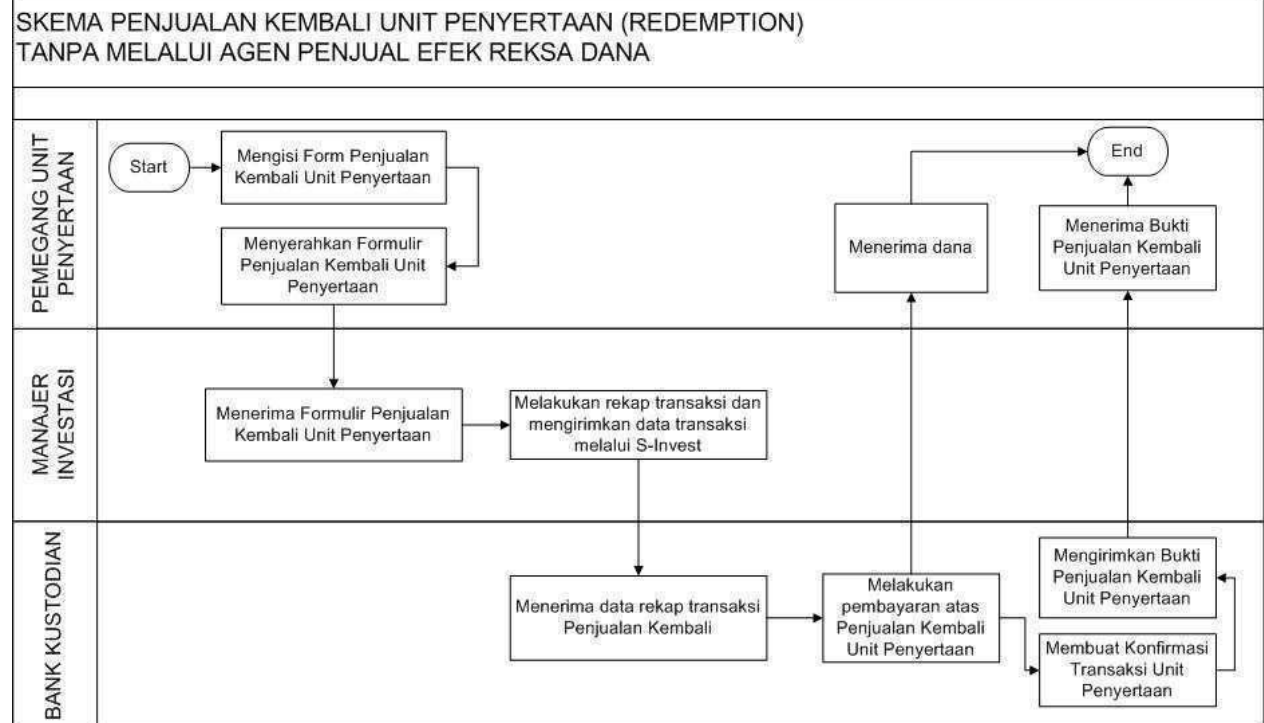 SKEMA PENJUALAN KEMBALI UNIT PENYERTAAN (REDEMPTION)
TANPA MELALUI AGEN PENJUAL EFEK REKSA DANA
PEMEGANG UNIT
PENYERTAAN
Start
Mengisi Form Penjualan
Kembali Unit Penyertaan
Menyerahkan Formulir
Penjualan Kembali Unit
Penyertaan
Menerima dana
End
Menerima Bukti
Penjualan Kembali
Unit Penyertaan
MANAJER
INVESTASI
Menerima Formulir Penjualan
Kembali Unit Penyertaan
Melakukan rekap transaksi dan
mengirimkan data transaksi
melalui S-Invest
BANK KUSTODIAN
Menerima data rekap transaksi
Penjualan Kembali
Melakukan
pembayaran atas
Penjualan Kembali
Unit Penyertaan
Mengirimkan Bukti
Penjualan Kembali
Unit Penyertaan
Membuat Konfirmasi
Transaksi Unit
Penyertaan